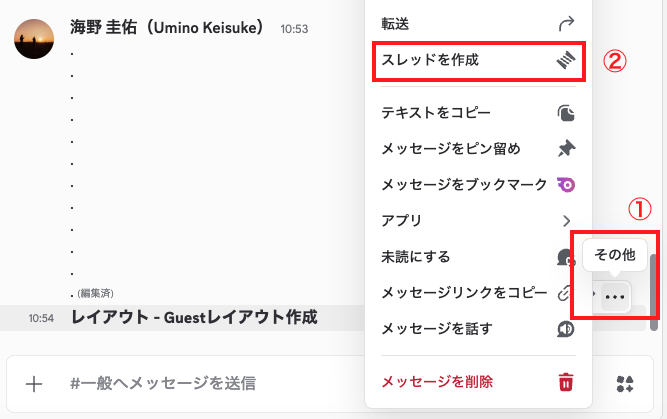 海野 圭佑（Umino Keisuke） 10:53
.
.
.
.
.
.
.
.
.
.
.
. (編集済)
10:54 レイアウト - Guestレイアウト作成
#一般へメッセージを送信
転送
スレッドを作成
②
テキストをコピー
メッセージをピン留め
メッセージをブックマーク
アプリ
未読にする
メッセージリンクをコピー
メッセージを話す
メッセージを削除
①
その他